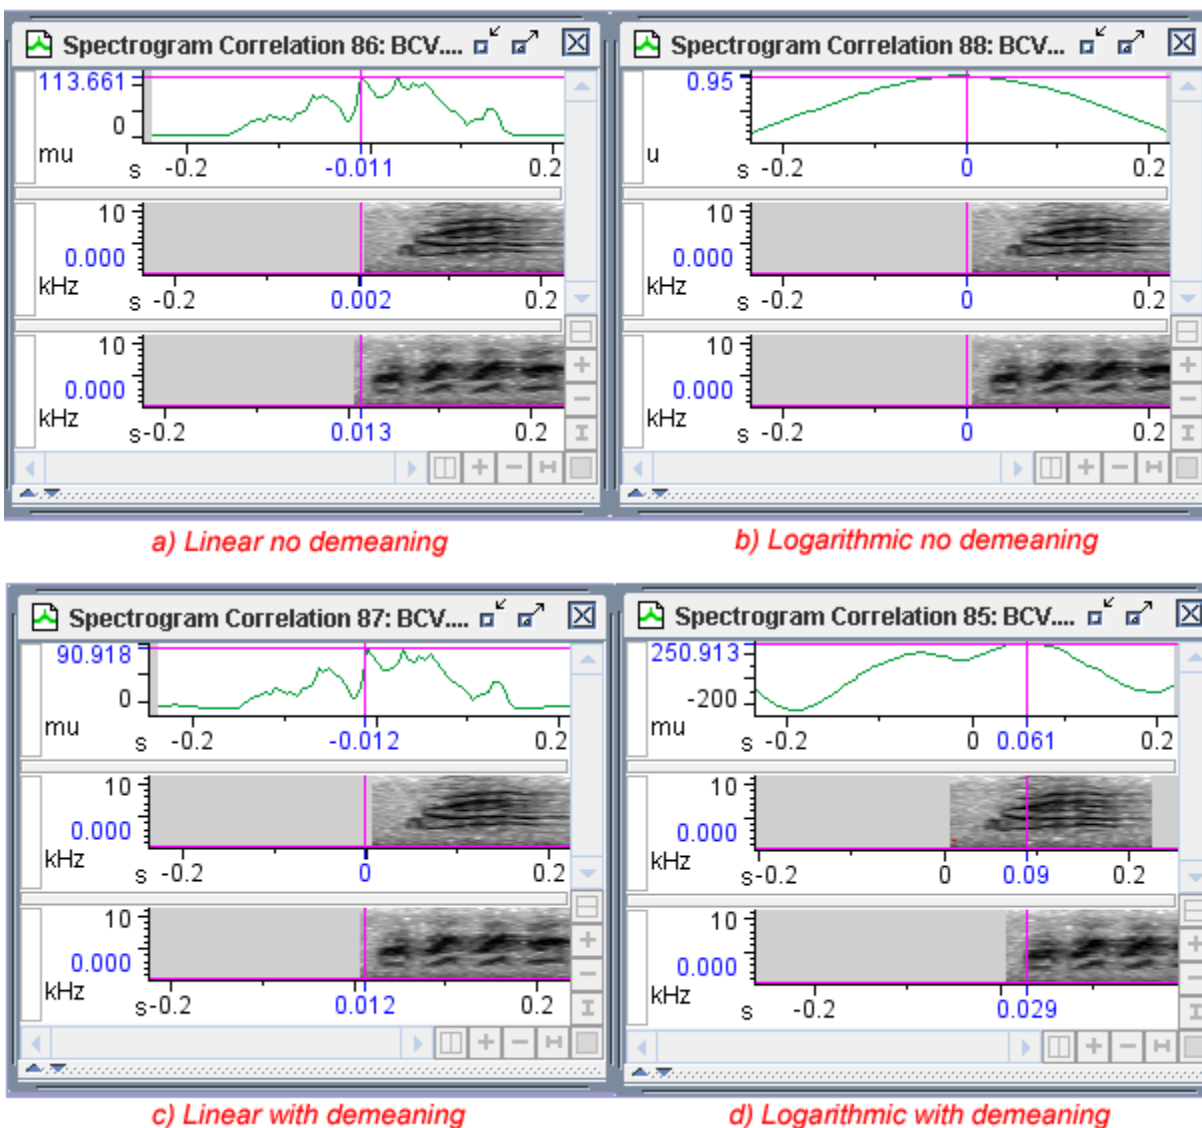 Spectrogram Correlation 86: BCV....
113.661
0
mu
s -0.2 -0.011 0.2
10
0.000
kHz
s -0.2 0.002 0.2
10
0.000
kHz
s -0.2 0.013 0.2
a) Linear no demeaning
Spectrogram Correlation 88: BCV...
0.95
u
s -0.2 0 0.2
10
0.000
kHz
s -0.2 0 0.2
10
0.000
kHz
s -0.2 0 0.2
b) Logarithmic no demeaning
Spectrogram Correlation 87: BCV....
90.918
0
mu
s -0.2 -0.012 0.2
10
0.000
kHz
s -0.2 0 0.2
10
0.000
kHz
s -0.2 0.012 0.2
c) Linear with demeaning
Spectrogram Correlation 85: BCV....
250.913
-200
mu
s -0.2 0 0.061 0.2
10
0.000
kHz
s -0.2 0 0.09 0.2
10
0.000
kHz
s -0.2 0.029
d) Logarithmic with demeaning